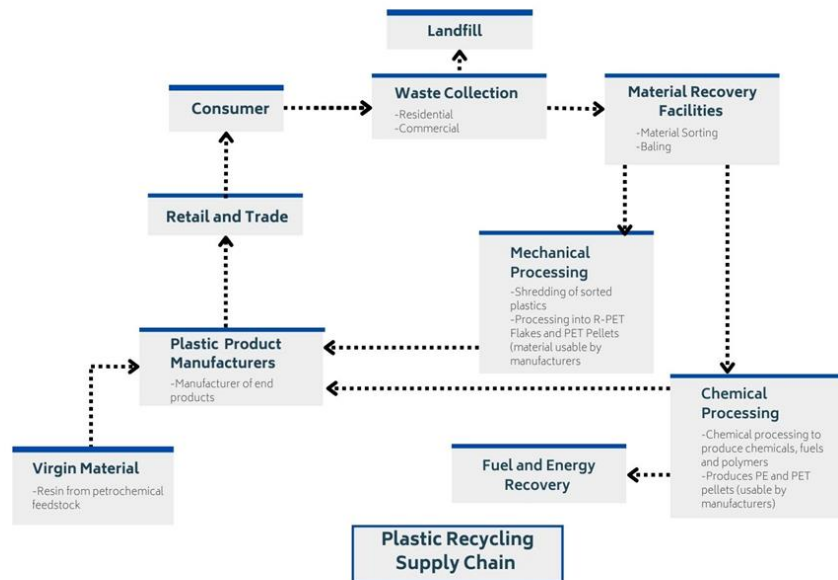 Landfill
Waste Collection
-Residential
-Commercial
Material Recovery
Facilities
-Material Sorting
-Baling
Consumer
Retail and Trade
Mechanical
Processing
-Shredding of sorted
plastics
-Processing into R-PET
Flakes and PET Pellets
(material usable by
manufacturers
Plastic Product
Manufacturers
-Manufacturer of end
products
Chemical
Processing
-Chemical processing to
produce chemicals, fuels
and polymers
-Produces PE and PET
pellets (usable by
manufacturers)
Virgin Material
-Resin from petrochemical
feedstock
Fuel and Energy
Recovery
Plastic Recycling
Supply Chain